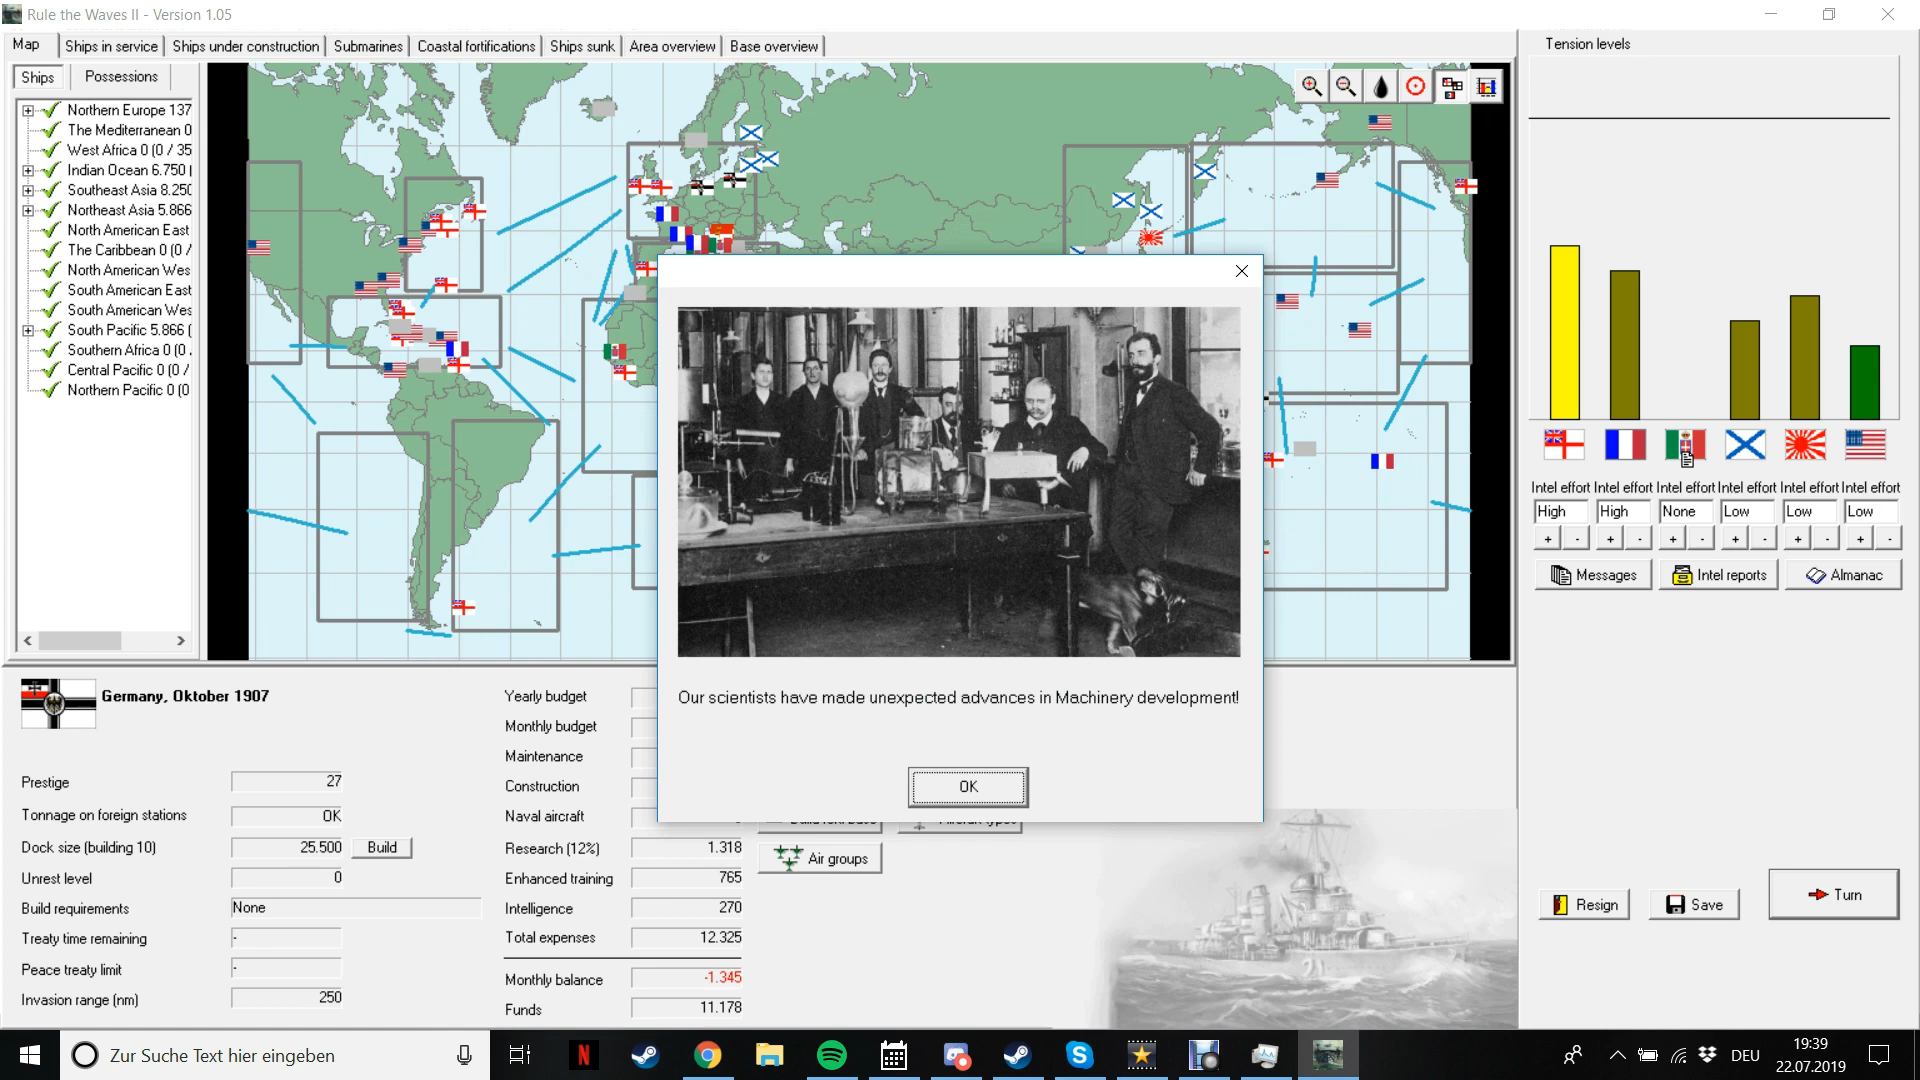 Rule the Waves II - Version 1.05
Map
Ships in service
Ships under construction
Submarines
Coastal fortifications
Ships sunk
Area overview
Base overview
Ships
Possessions
Northern Europe 137
The Mediterranean 0
West Africa 0 (0 / 35
Indian Ocean 6.750 (
Southeast Asia 8.250
Northeast Asia 5.866
North American East
The Caribbean 0 (0 /
North American Wes
South American East
South American Wes
South Pacific 5.866 (
Southern Africa 0 (0 .
Central Pacific 0 (0 /
Northern Pacific 0 (0
Tension levels
Intel effort Intel effort Intel effort Intel effort Intel effort Intel effort
High High None Low Low Low
+ - + - + - + - + - + -
Messages
Intel reports
Almanac
Germany, Oktober 1907
Prestige 27
Tonnage on foreign stations OK
Dock size (building 10) 25.500 Build
Unrest level 0
Build requirements None
Treaty time remaining -
Peace treaty limit -
Invasion range (nm) 250
Yearly budget
Monthly budget
Maintenance
Construction
Naval aircraft
Research (12%) 1.318
Enhanced training 765
Intelligence 270
Total expenses 12.325
Monthly balance -1.345
Funds 11.178
Our scientists have made unexpected advances in Machinery development!
OK
Air groups
Resign
Save
Turn
Zur Suche Text hier eingeben
DEU
19:39
22.07.2019